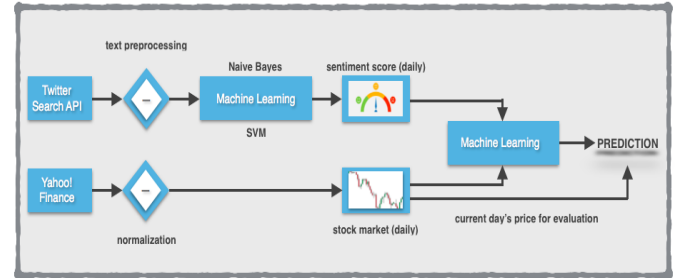 text preprocessing
Naive Bayes
sentiment score (daily)
Twitter
Search API
Machine Learning
SVM
Machine Learning
PREDICTION
Yahoo!
Finance
normalization
stock market (daily)
current day's price for evaluation